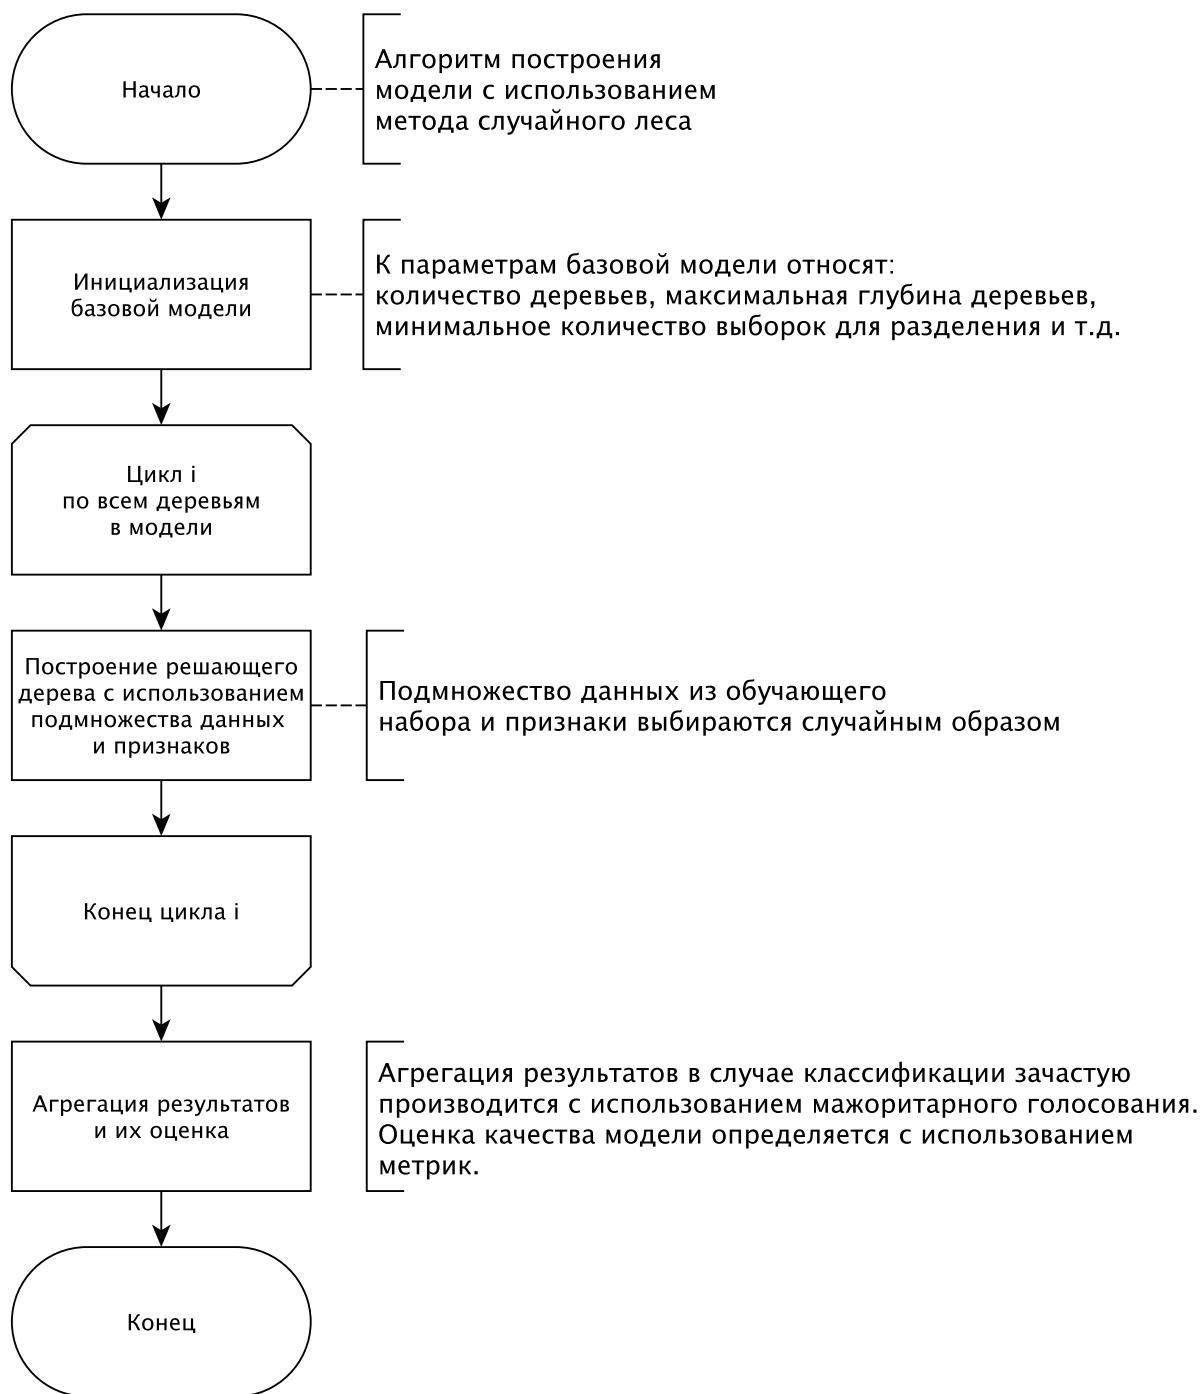 Начало
Алгоритм построения
модели с использованием
метода случайного леса
Инициализация
базовой модели
К параметрам базовой модели относят:
количество деревьев, максимальная глубина деревьев,
минимальное количество выборок для разделения и т.д.
Цикл i
по всем деревьям
в модели
Построение решающего
дерева с использованием
подмножества данных
и признаков
Подмножество данных из обучающего
набора и признаки выбираются случайным образом
Конец цикла i
Агрегация результатов
и их оценка
Агрегация результатов в случае классификации зачастую
производится с использованием мажоритарного голосования.
Оценка качества модели определяется с использованием
метрик.
Конец